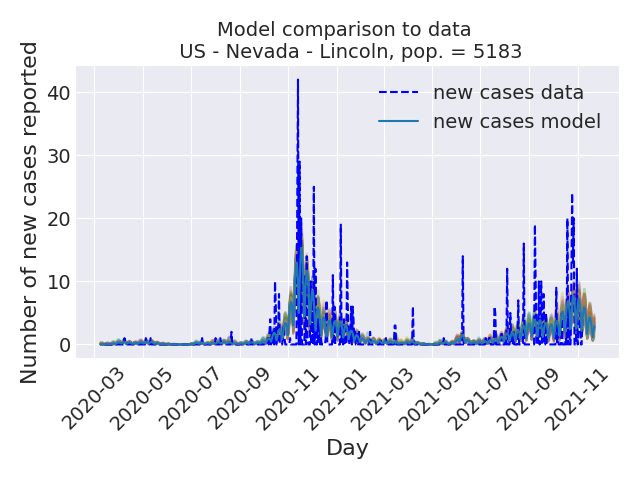 Model comparison to data
US - Nevada - Lincoln, pop. = 5183
Number of new cases reported
40
30
20
10
0
new cases data
new cases model
2020-03
2020-05
2020-07
2020-09
2020-11
2021-01
2021-03
2021-05
2021-07
2021-09
2021-11
Day